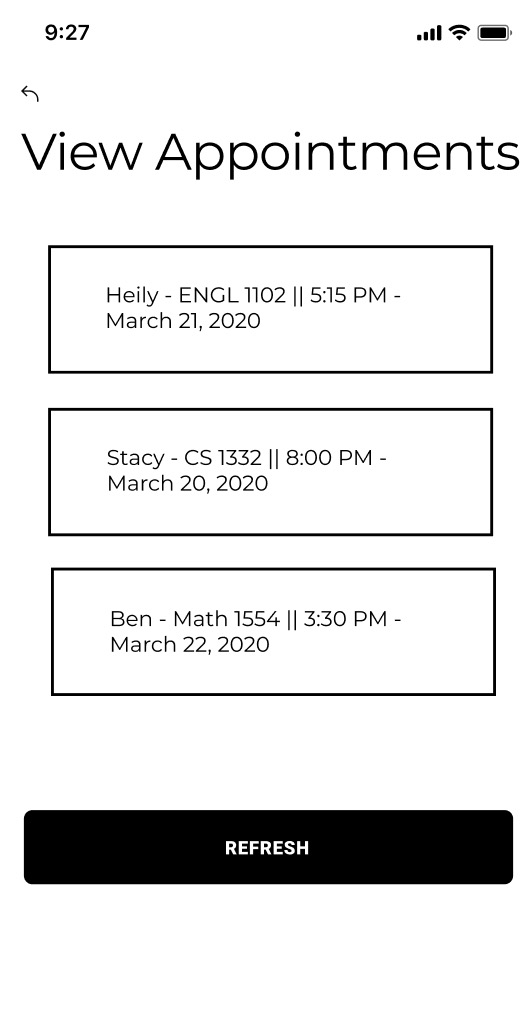 9:27
View Appointments
Heily - ENGL 1102 || 5:15 PM -
March 21, 2020
Stacy - CS 1332 || 8:00 PM -
March 20, 2020
Ben - Math 1554 || 3:30 PM -
March 22, 2020
REFRESH